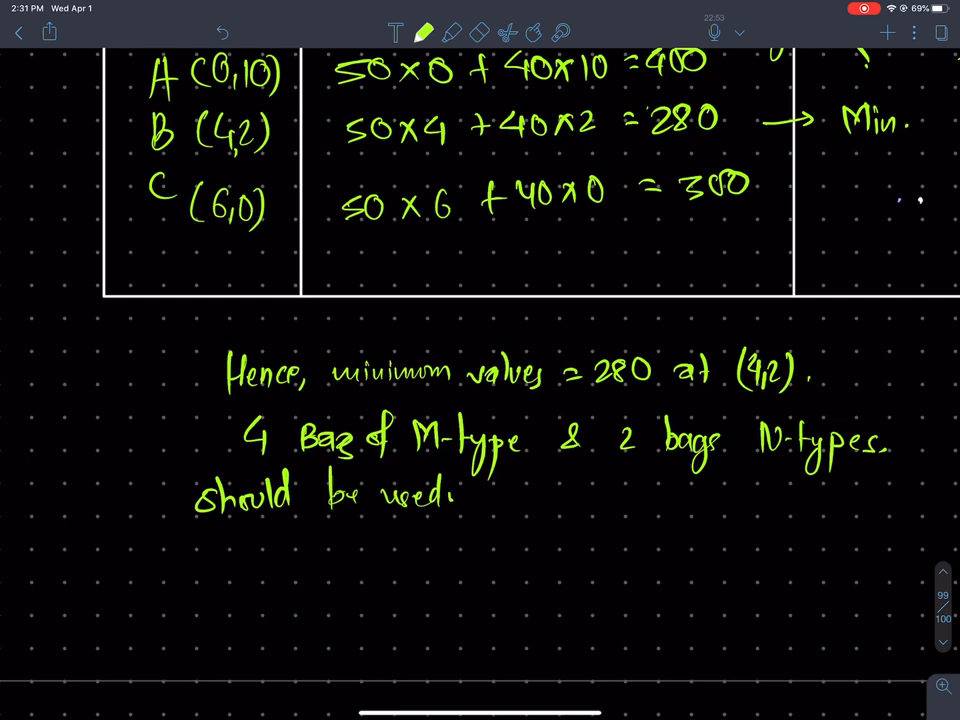 2:31 PM Wed Apr 1
69%
22:53
A (0,10) 50×0 + 40×10 = 400
B (4,2) 50×4 + 40×2 = 280 → Min.
C (6,0) 50×6 + 40×0 = 300
Hence, minimum values = 280 at (4,2).
4 Bag of M-type & 2 bags N-types.
should be used.
99
100